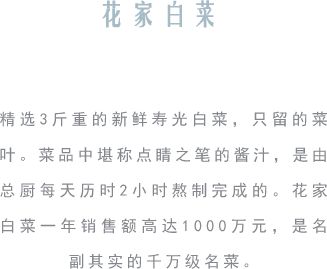 花家白菜
精选3斤重的新鲜寿光白菜，只留的菜
叶。菜品中堪称点睛之笔的酱汁，是由
总厨每天历时2小时熬制完成的。花家
白菜一年销售额高达1000万元，是名
副其实的千万级名菜。